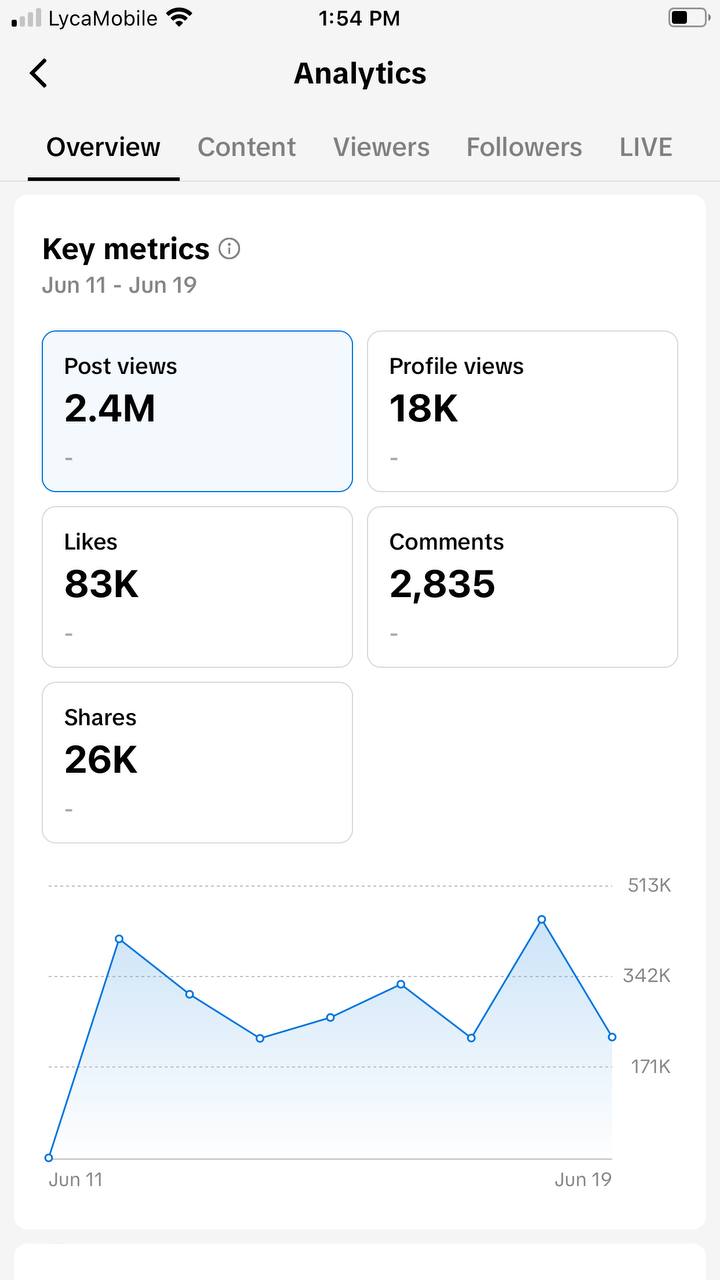 LycaMobile 1:54 PM
Analytics
Overview Content Viewers Followers LIVE
Key metrics
Jun 11 - Jun 19
Post views
2.4M
-
Profile views
18K
-
Likes
83K
-
Comments
2,835
-
Shares
26K
-
513K
342K
171K
Jun 11 Jun 19